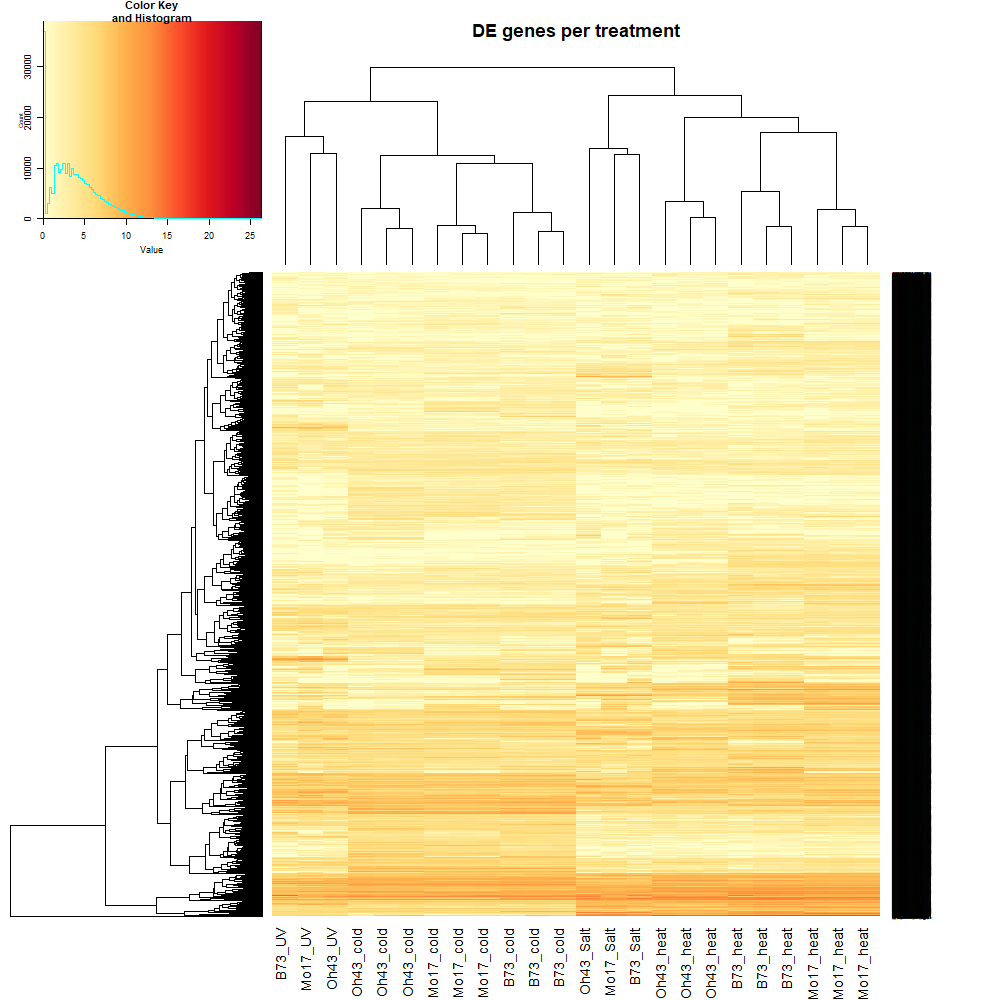 Color Key
and Histogram
DE genes per treatment
Count
0
10000
20000
30000
0
5
10
15
20
25
Value
B73_UV
Mo17_UV
Oh43_UV
Oh43_cold
Oh43_cold
Oh43_cold
Mo17_cold
Mo17_cold
Mo17_cold
B73_cold
B73_cold
B73_cold
Oh43_Salt
Mo17_Salt
B73_Salt
Oh43_heat
Oh43_heat
Oh43_heat
B73_heat
B73_heat
B73_heat
Mo17_heat
Mo17_heat
Mo17_heat